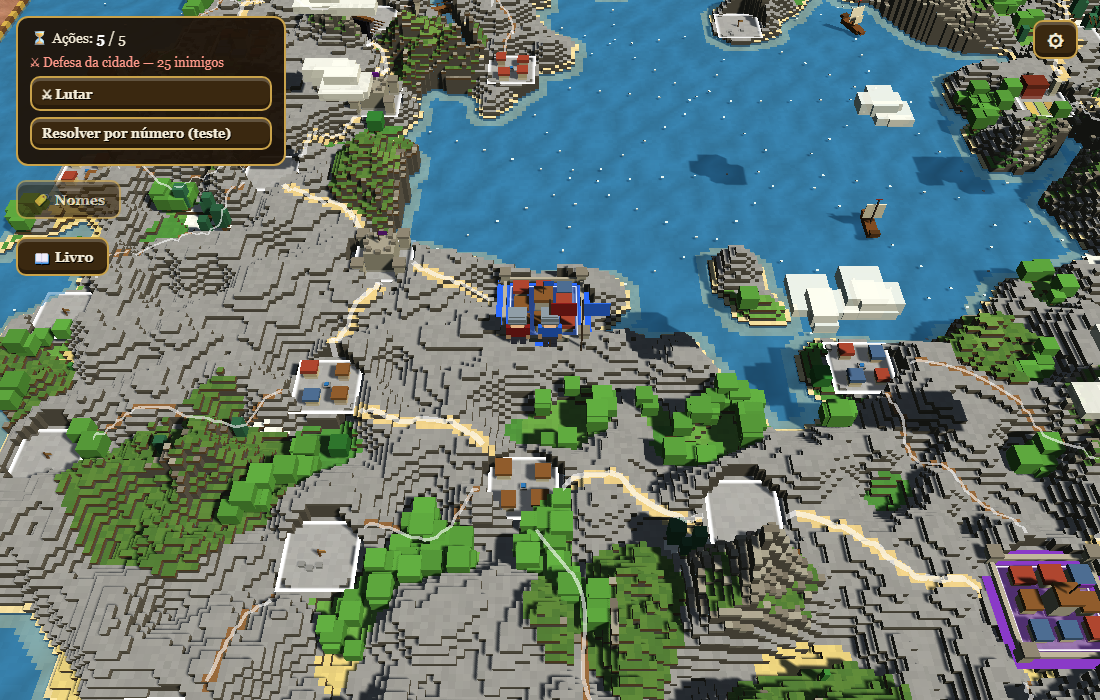 ⏳ Ações: 5 / 5
⚔ Defesa da cidade — 25 inimigos
⚔ Lutar
Resolver por número (teste)
Nomes
Livro